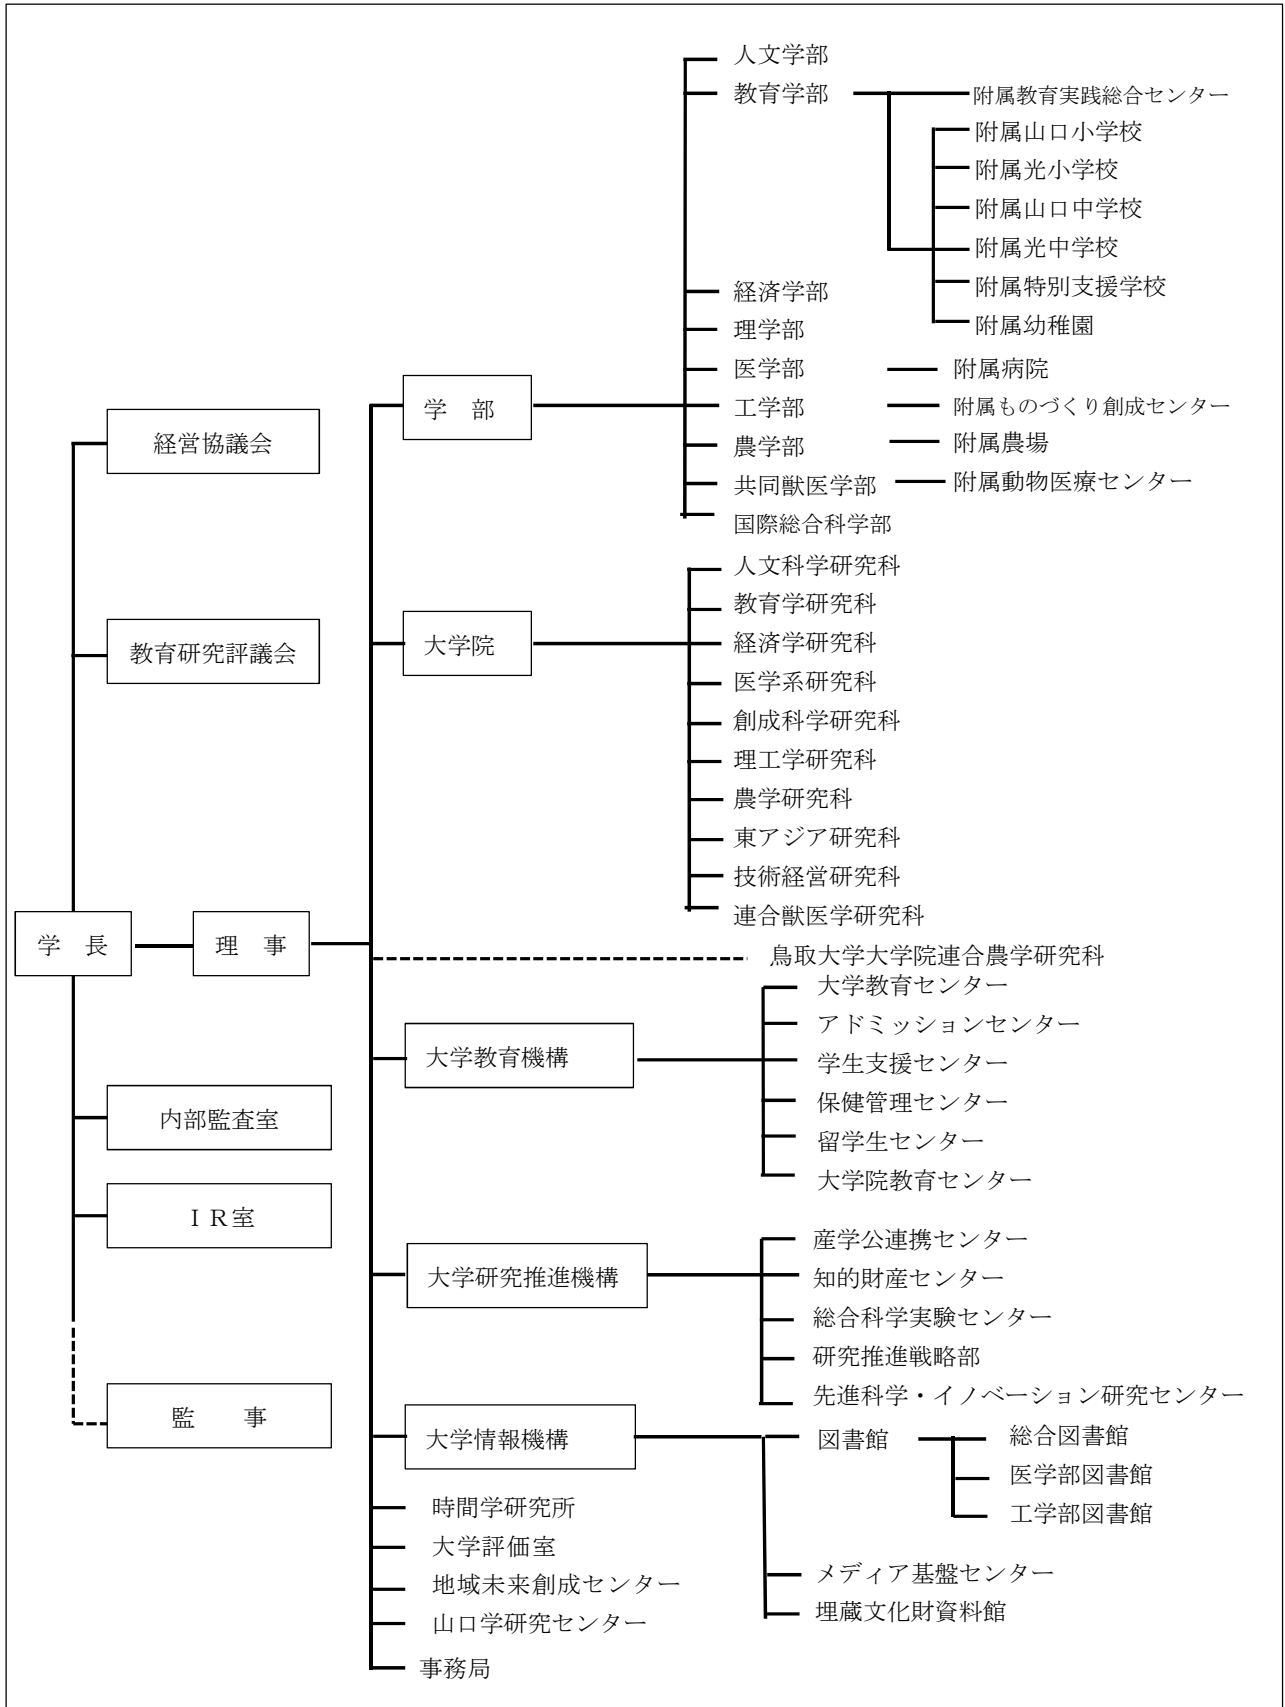 人文学部
教育学部
附属教育実践総合センター
附属山口小学校
附属光小学校
附属山口中学校
附属光中学校
附属特別支援学校
附属幼稚園
経済学部
理学部
医学部
附属病院
学　部
工学部
附属ものづくり創成センター
経営協議会
農学部
附属農場
共同獣医学部
附属動物医療センター
国際総合科学部
人文科学研究科
教育学研究科
教育研究評議会
大学院
経済学研究科
医学系研究科
創成科学研究科
理工学研究科
農学研究科
東アジア研究科
技術経営研究科
連合獣医学研究科
学　長
理　事
鳥取大学大学院連合農学研究科
大学教育センター
アドミッションセンター
大学教育機構
学生支援センター
保健管理センター
内部監査室
留学生センター
大学院教育センター
ＩＲ室
産学公連携センター
大学研究推進機構
知的財産センター
総合科学実験センター
研究推進戦略部
先進科学・イノベーション研究センター
監　　事
大学情報機構
図書館
総合図書館
医学部図書館
工学部図書館
時間学研究所
大学評価室
メディア基盤センター
地域未来創成センター
埋蔵文化財資料館
山口学研究センター
事務局